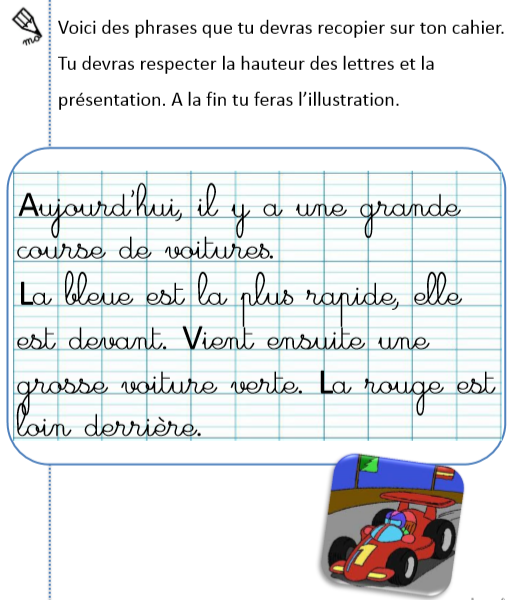 Voici des phrases que tu devras recopier sur ton cahier.
Tu devras respecter la hauteur des lettres et la
présentation. A la fin tu feras l'illustration.
Aujourd'hui, il y a une grande
course de voitures.
La bleue est la plus rapide, elle
est devant. Vient ensuite une
grosse voiture verte. La rouge est
loin derrière.
1